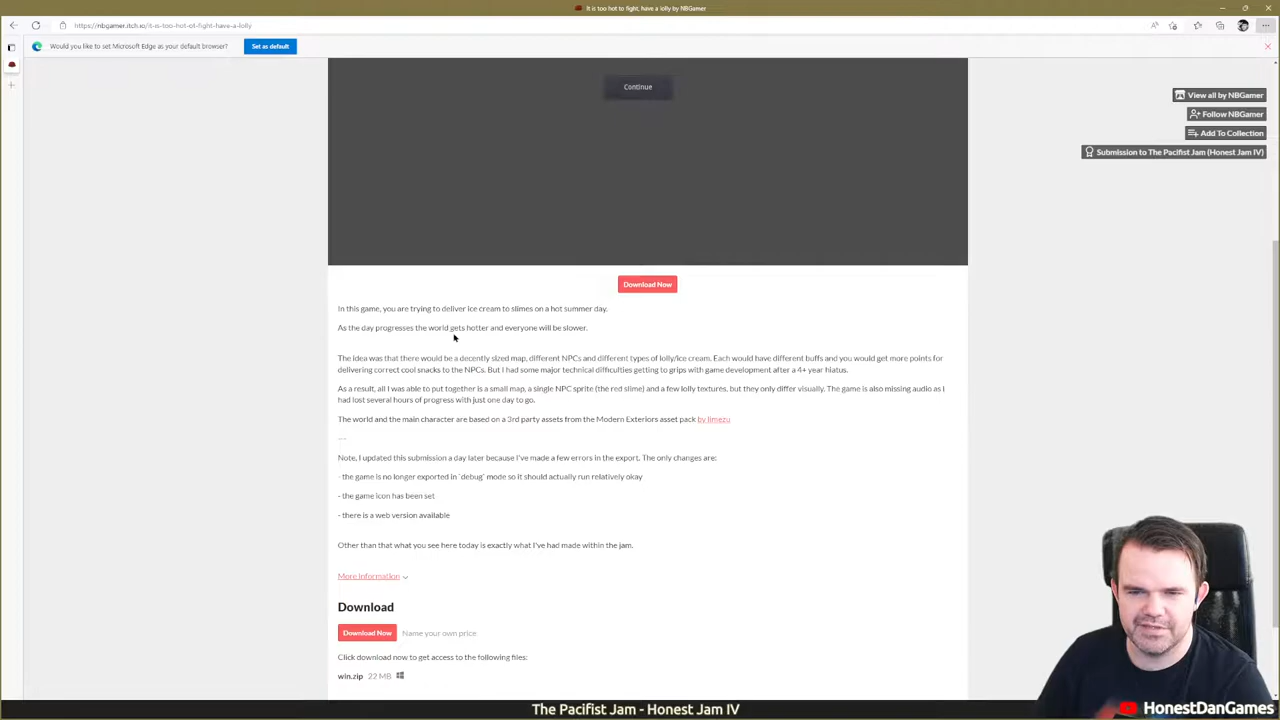 It is too hot to fight, have a lolly by NBGamer
https://nbgamer.itch.io/it-is-too-hot-ot-fight-have-a-lolly
Would you like to set Microsoft Edge as your default browser?
Set as default
Continue
View all by NBGamer
Follow NBGamer
Add To Collection
Submission to The Pacifist Jam (Honest Jam IV)
Download Now
In this game, you are trying to deliver ice cream to slimes on a hot summer day.
As the day progresses the world gets hotter and everyone will be slower.
The idea was that there would be a decently sized map, different NPCs and different types of lolly/ice cream. Each would have different buffs and you would get more points for
delivering correct cool snacks to the NPCs. But I had some major technical difficulties getting to grips with game development after a 4+ year hiatus.
As a result, all I was able to put together is a small map, a single NPC sprite (the red slime) and a few lolly textures, but they only differ visually. The game is also missing audio as I
had lost several hours of progress with just one day to go.
The world and the main character are based on a 3rd party assets from the Modern Exteriors asset pack by limezu
---
Note, I updated this submission a day later because I've made a few errors in the export. The only changes are:
- the game is no longer exported in `debug` mode so it should actually run relatively okay
- the game icon has been set
- there is a web version available
Other than that what you see here today is exactly what I've had made within the jam.
More information
Download
Download Now Name your own price
Click download now to get access to the following files:
win.zip 22 MB
The Pacifist Jam - Honest Jam IV
HonestDanGames